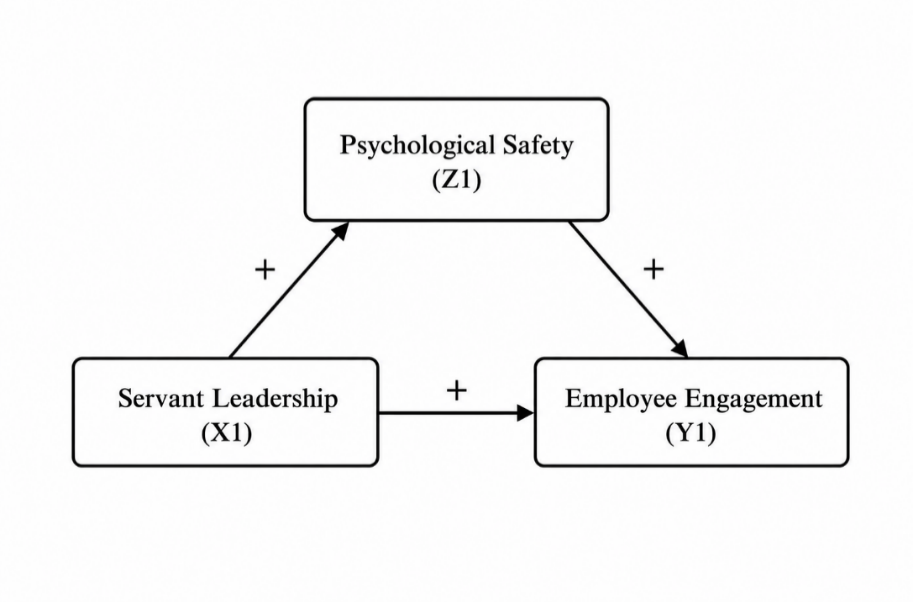 Psychological Safety
(Z1)
+
+
Servant Leadership
(X1)
+
Employee Engagement
(Y1)